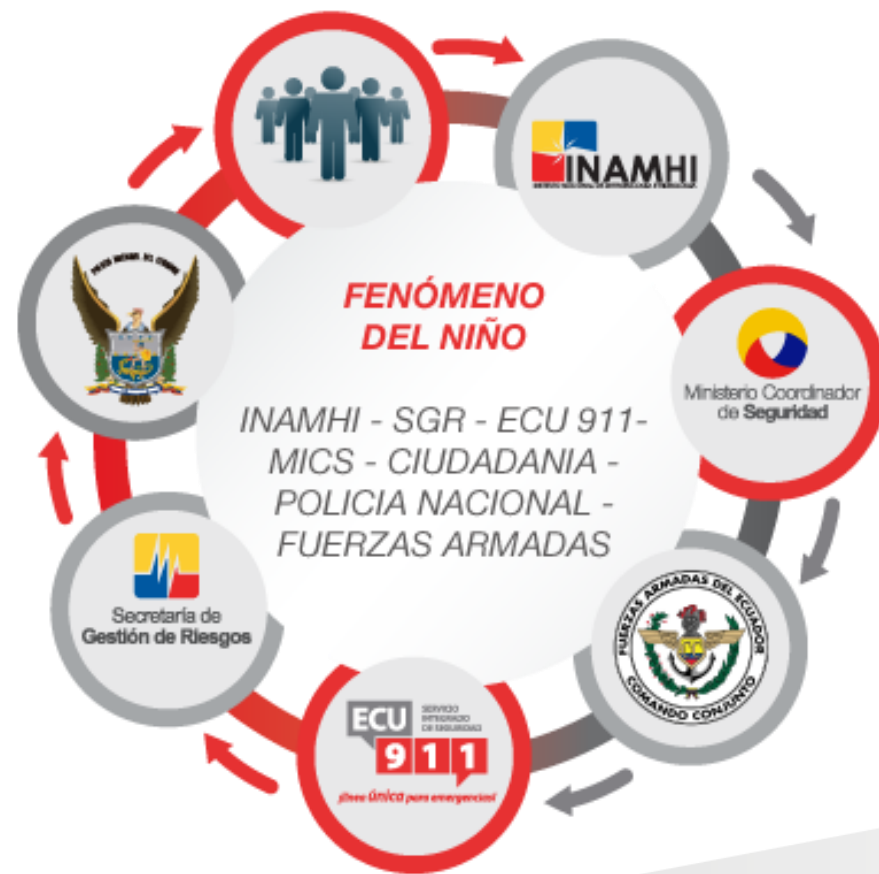 INAMHI
Ministerio Coordinador
de Seguridad
FUERZAS ARMADAS DEL ECUADOR
COMANDO CONJUNTO
ECU
SERVICIO
INTEGRADO
DE SEGURIDAD
911
¡línea única para emergencias!
Secretaría de
Gestión de Riesgos
FENÓMENO
DEL NIÑO
INAMHI - SGR - ECU 911-
MICS - CIUDADANIA -
POLICIA NACIONAL -
FUERZAS ARMADAS